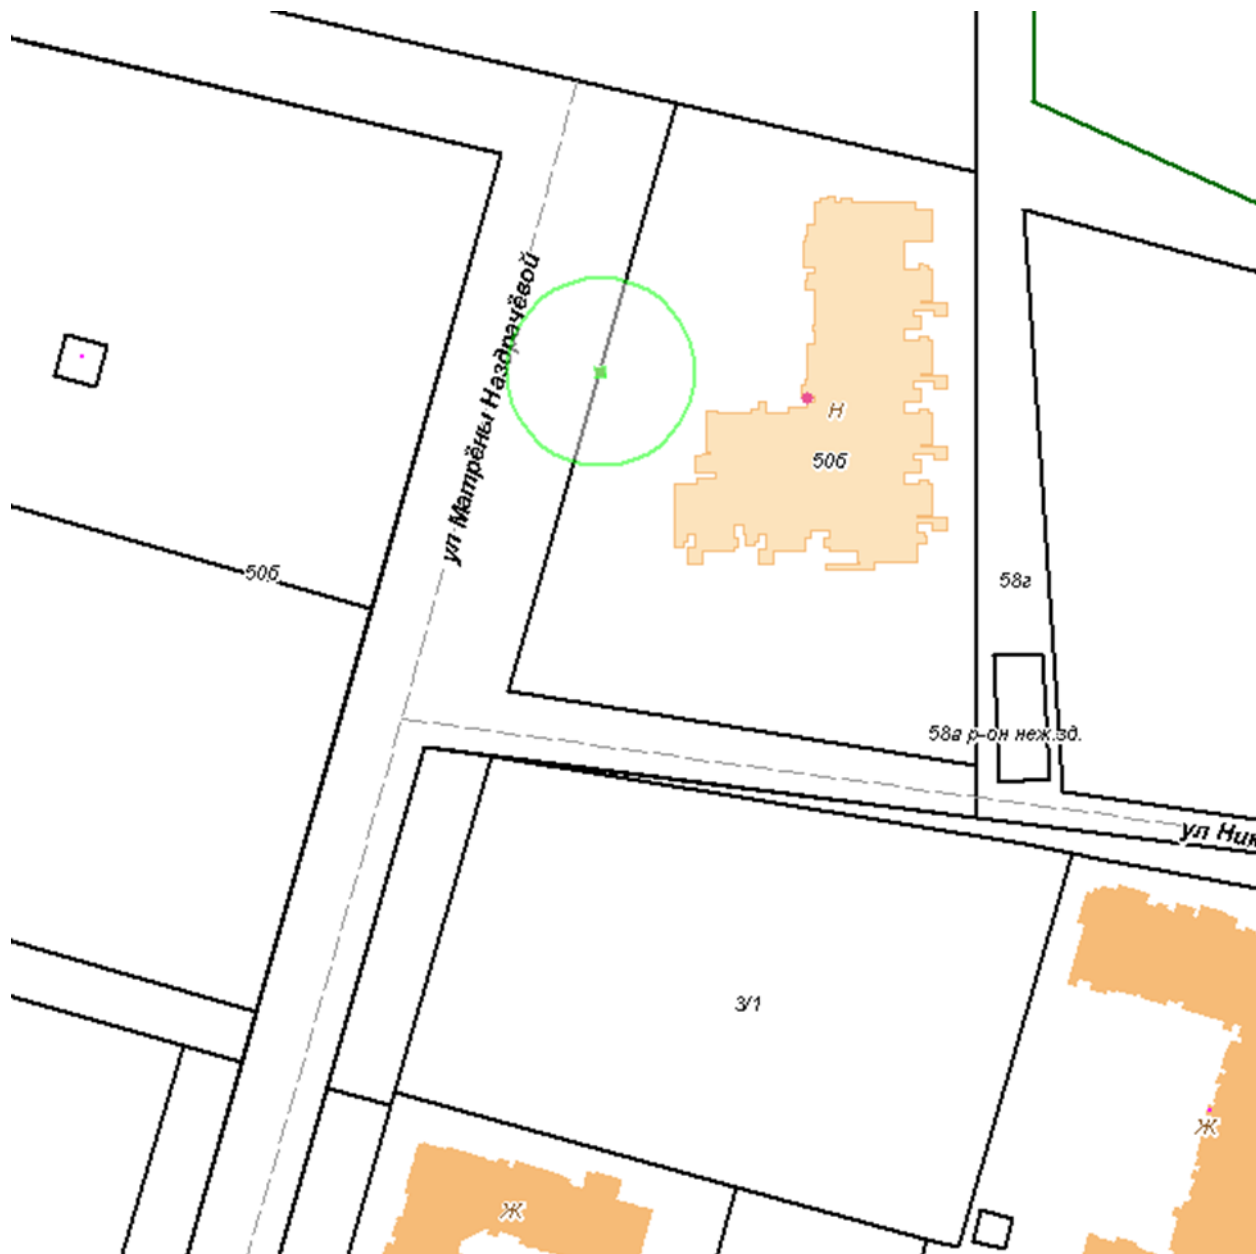 ул Матрёны Наздрачёвой
Н
50б
50б
58г
58а р-он неж.зд.
ул Ник
3/1
Ж
Ж